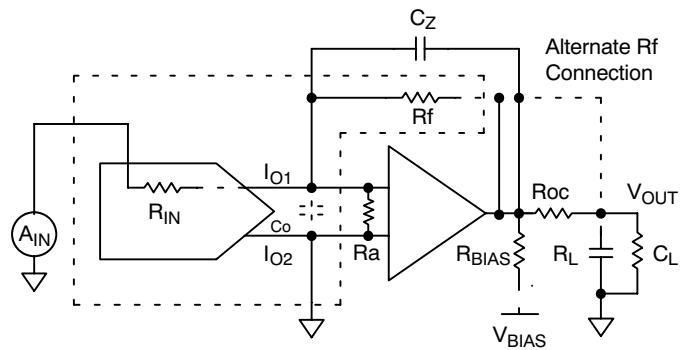 C_Z
Alternate Rf
Connection
Rf
I_O1
R_IN
Co
I_O2
A_IN
Ra
Roc
V_OUT
R_BIAS
R_L
C_L
V_BIAS